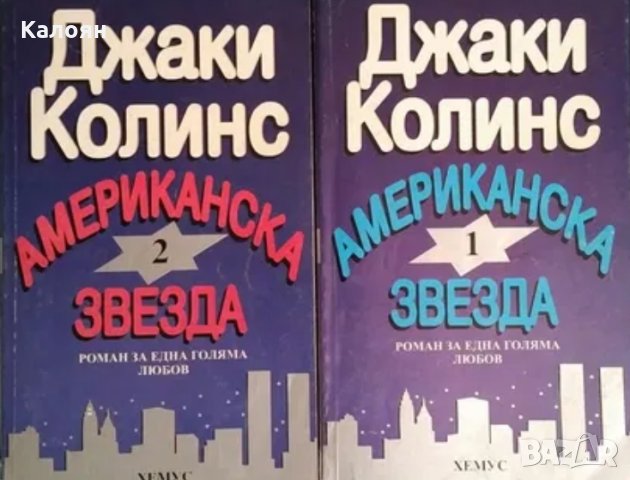 Калоян
Джаки
Колинс
АМЕРИКАНСКА
2
ЗВЕЗДА
РОМАН ЗА ЕДНА ГОЛЯМА
ЛЮБОВ
ХЕМУС
Джаки
Колинс
АМЕРИКАНСКА
1
ЗВЕЗДА
РОМАН ЗА ЕДНА ГОЛЯМА
ЛЮБОВ
ХЕМУС
BAZAR